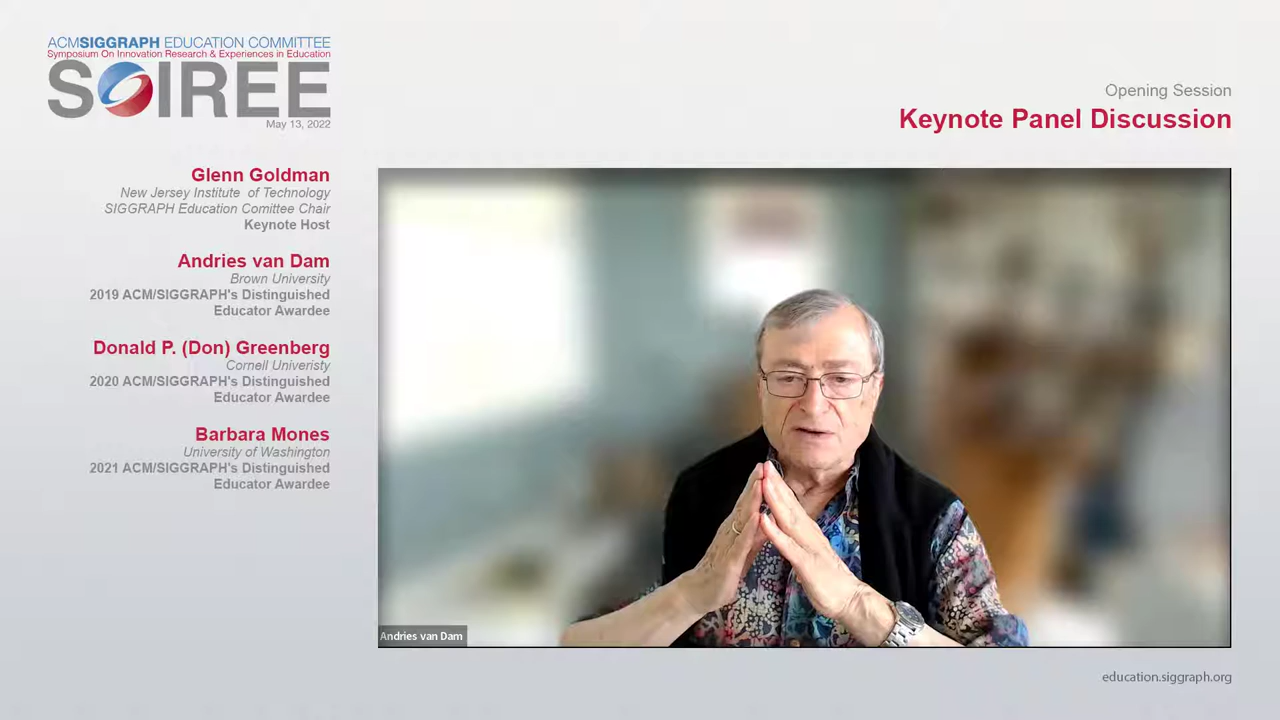 ACMSIGGRAPH EDUCATION COMMITTEE
Symposium On Innovation Research & Experiences in Education
SOIREE
May 13, 2022
Opening Session
Keynote Panel Discussion
Glenn Goldman
New Jersey Institute of Technology
SIGGRAPH Education Comittee Chair
Keynote Host
Andries van Dam
Brown University
2019 ACM/SIGGRAPH's Distinguished
Educator Awardee
Donald P. (Don) Greenberg
Cornell Univeristy
2020 ACM/SIGGRAPH's Distinguished
Educator Awardee
Barbara Mones
University of Washington
2021 ACM/SIGGRAPH's Distinguished
Educator Awardee
Andries van Dam
education.siggraph.org